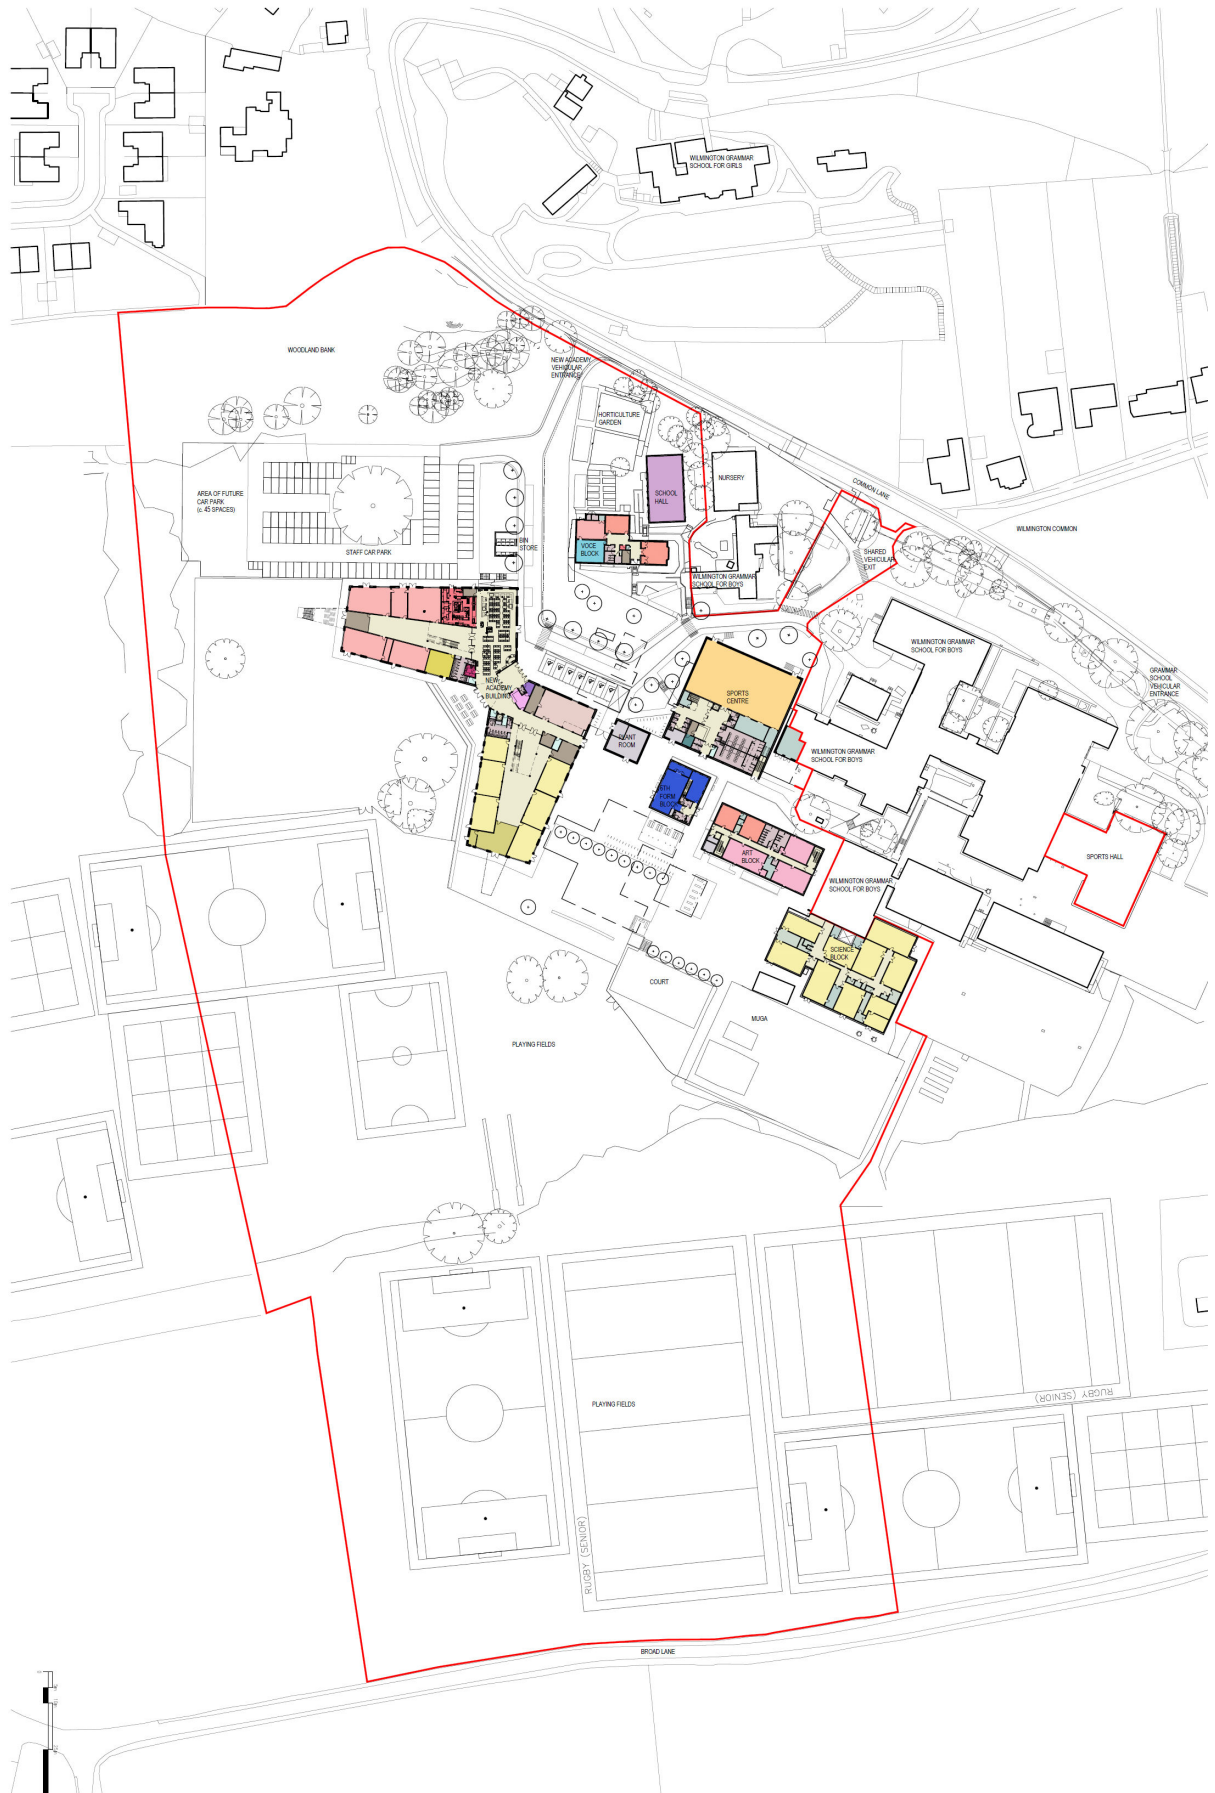 WILMINGTON GRAMMAR
SCHOOL FOR GIRLS
WOODLAND BANK
NEW ACADEMY
VEHICULAR
ENTRANCE
HORTICULTURE
GARDEN
NURSERY
SCHOOL
HALL
COMMON LANE
AREA OF FUTURE
CAR PARK
(c. 45 SPACES)
WILMINGTON COMMON
STAFF CAR PARK
BIN
STORE
VOCE
BLOCK
SHARED
VEHICULAR
EXIT
WILMINGTON GRAMMAR
SCHOOL FOR BOYS
WILMINGTON GRAMMAR
SCHOOL FOR BOYS
GRAMMAR
SCHOOL
VEHICULAR
ENTRANCE
NEW
ACADEMY
BUILDING
SPORTS
CENTRE
PLANT
ROOM
WILMINGTON GRAMMAR
SCHOOL FOR BOYS
6TH
FORM
BLOCK
ART
BLOCK
SPORTS HALL
WILMINGTON GRAMMAR
SCHOOL FOR BOYS
SCIENCE
BLOCK
COURT
MUGA
PLAYING FIELDS
RUGBY (SENIOR)
PLAYING FIELDS
RUGBY (SENIOR)
BROAD LANE